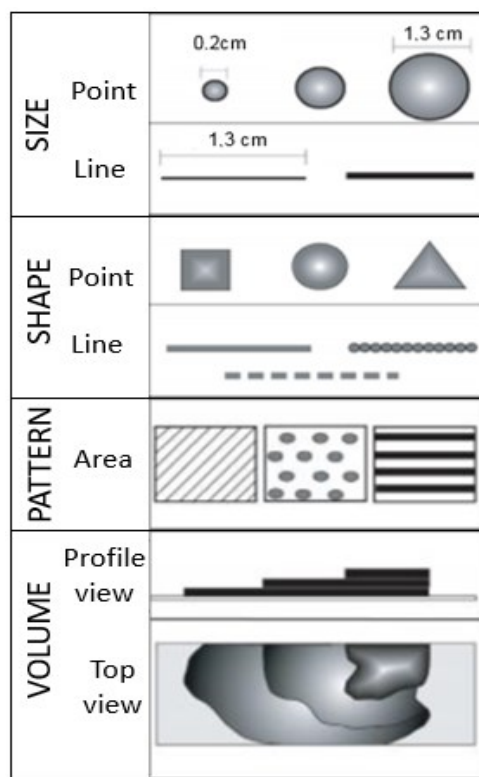 SIZE
Point
0.2cm
1.3 cm
Line
1.3 cm
SHAPE
Point
Line
PATTERN
Area
VOLUME
Profile
view
Top
view